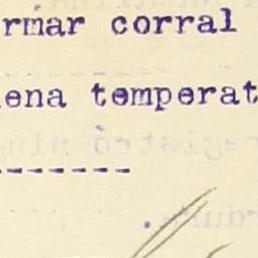 rmar corral
ena temperat
-------